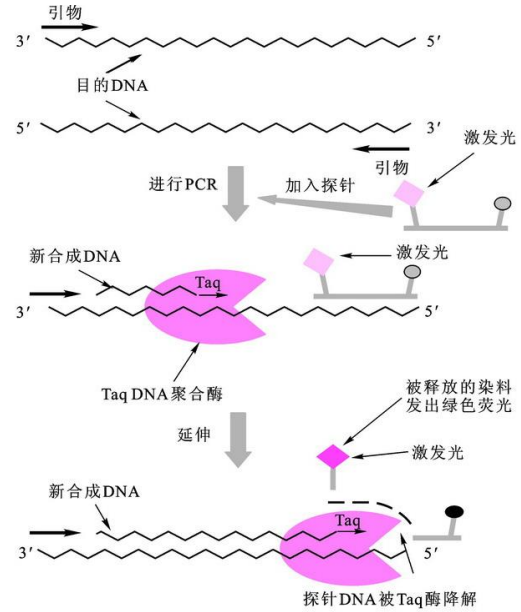 引物
3′ 5′
目的DNA
5′ 3′
引物
激发光
进行PCR
加入探针
激发光
新合成DNA
Taq
3′ 5′
Taq DNA聚合酶
被释放的染料
发出绿色荧光
延伸
激发光
新合成DNA
Taq
3′ 5′
探针DNA被Taq酶降解